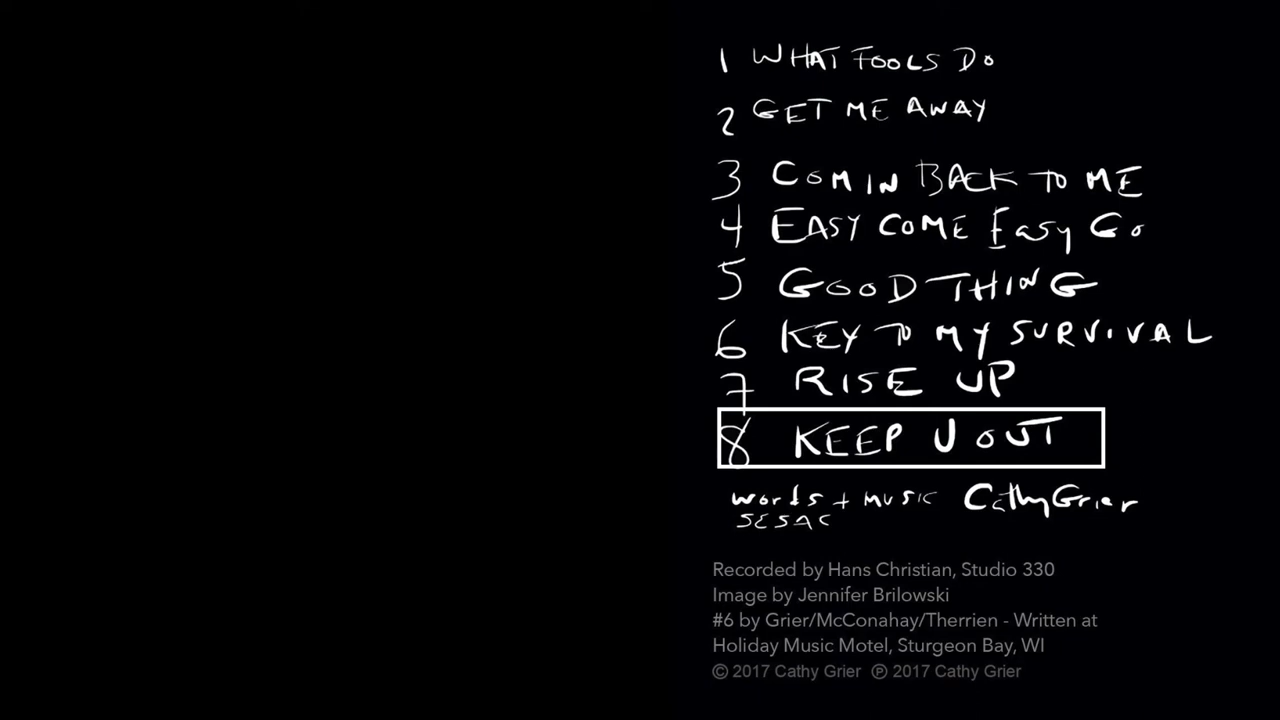 1 WHAT FOOLS DO
2 GET ME AWAY
3 COMIN BACK TO ME
4 EASY COME EASY GO
5 GOOD THING
6 KEY TO MY SURVIVAL
7 RISE UP
8 KEEP U OUT
words + music Cathy Grier
SESAC
Recorded by Hans Christian, Studio 330
Image by Jennifer Brilowski
#6 by Grier/McConahay/Therrien - Written at
Holiday Music Motel, Sturgeon Bay, WI
© 2017 Cathy Grier ℗ 2017 Cathy Grier